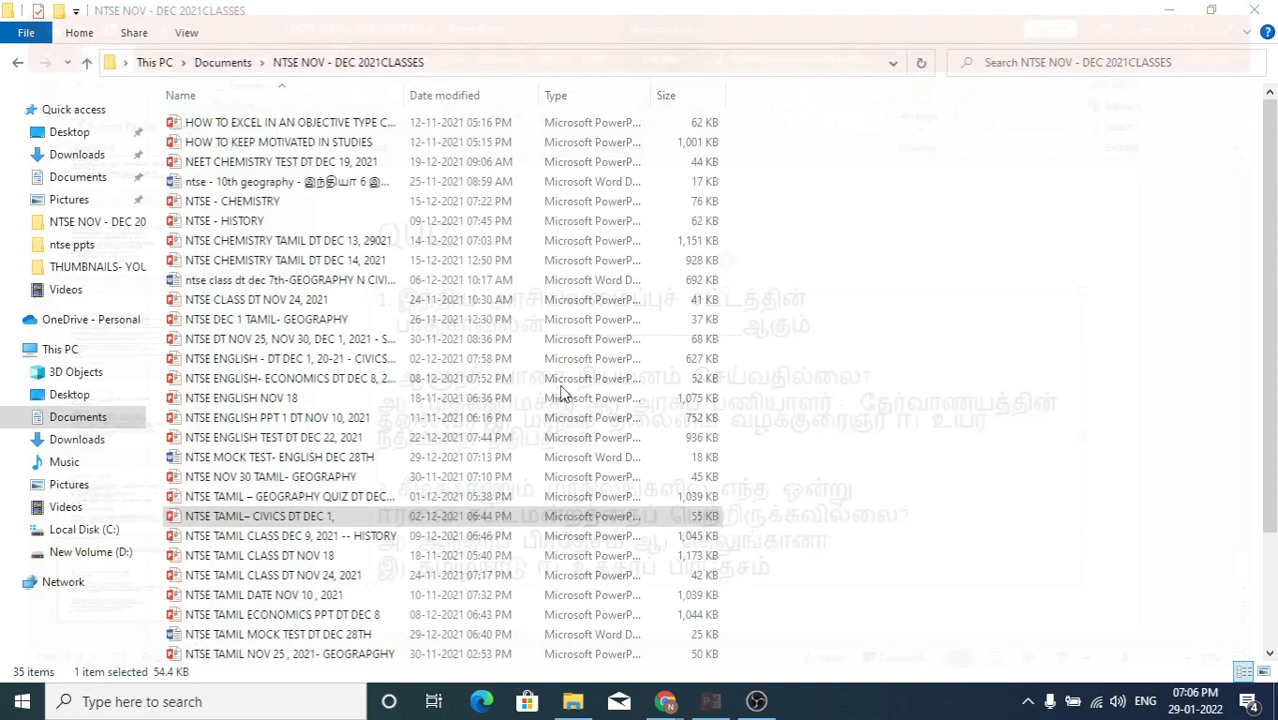 NTSE NOV - DEC 2021CLASSES
File Home Share View
This PC Documents NTSE NOV - DEC 2021CLASSES Search NTSE NOV - DEC 2021CLASSES
Name Date modified Type Size
Quick access
Desktop
Downloads
Documents
Pictures
NTSE NOV - DEC 20
ntse ppts
THUMBNAILS- YOU
Videos
OneDrive - Personal
This PC
3D Objects
Desktop
Documents
Downloads
Music
Pictures
Videos
Local Disk (C:)
New Volume (D:)
Network
HOW TO EXCEL IN AN OBJECTIVE TYPE C... 12-11-2021 05:16 PM Microsoft PowerP... 62 KB
HOW TO KEEP MOTIVATED IN STUDIES 12-11-2021 05:15 PM Microsoft PowerP... 1,001 KB
NEET CHEMISTRY TEST DT DEC 19, 2021 19-12-2021 09:06 AM Microsoft PowerP... 44 KB
ntse - 10th geography - இந்தியா 6 இ... 25-11-2021 08:59 AM Microsoft Word D... 17 KB
NTSE - CHEMISTRY 15-12-2021 07:22 PM Microsoft PowerP... 76 KB
NTSE - HISTORY 09-12-2021 07:45 PM Microsoft PowerP... 62 KB
NTSE CHEMISTRY TAMIL DT DEC 13, 29021 14-12-2021 07:03 PM Microsoft PowerP... 1,151 KB
NTSE CHEMISTRY TAMIL DT DEC 14, 2021 15-12-2021 12:50 PM Microsoft PowerP... 928 KB
ntse class dt dec 7th-GEOGRAPHY N CIVI... 06-12-2021 10:17 AM Microsoft Word D... 692 KB
NTSE CLASS DT NOV 24, 2021 24-11-2021 10:30 AM Microsoft PowerP... 41 KB
NTSE DEC 1 TAMIL- GEOGRAPHY 26-11-2021 12:30 PM Microsoft PowerP... 37 KB
NTSE DT NOV 25, NOV 30, DEC 1, 2021 - S... 30-11-2021 08:36 PM Microsoft PowerP... 68 KB
NTSE ENGLISH - DT DEC 1, 20-21 - CIVICS... 02-12-2021 07:58 PM Microsoft PowerP... 627 KB
NTSE ENGLISH- ECONOMICS DT DEC 8, 2... 08-12-2021 07:52 PM Microsoft PowerP... 52 KB
NTSE ENGLISH NOV 18 18-11-2021 06:36 PM Microsoft PowerP... 1,075 KB
NTSE ENGLISH PPT 1 DT NOV 10, 2021 11-11-2021 06:16 PM Microsoft PowerP... 752 KB
NTSE ENGLISH TEST DT DEC 22, 2021 22-12-2021 07:44 PM Microsoft PowerP... 936 KB
NTSE MOCK TEST- ENGLISH DEC 28TH 29-12-2021 07:13 PM Microsoft Word D... 18 KB
NTSE NOV 30 TAMIL- GEOGRAPHY 30-11-2021 07:10 PM Microsoft PowerP... 45 KB
NTSE TAMIL – GEOGRAPHY QUIZ DT DEC... 01-12-2021 05:38 PM Microsoft PowerP... 1,039 KB
NTSE TAMIL– CIVICS DT DEC 1, 02-12-2021 06:44 PM Microsoft PowerP... 55 KB
NTSE TAMIL CLASS DEC 9, 2021 -- HISTORY 09-12-2021 06:46 PM Microsoft PowerP... 1,045 KB
NTSE TAMIL CLASS DT NOV 18 18-11-2021 05:40 PM Microsoft PowerP... 1,173 KB
NTSE TAMIL CLASS DT NOV 24, 2021 24-11-2021 07:17 PM Microsoft PowerP... 42 KB
NTSE TAMIL DATE NOV 10 , 2021 10-11-2021 07:32 PM Microsoft PowerP... 1,039 KB
NTSE TAMIL ECONOMICS PPT DT DEC 8 08-12-2021 06:43 PM Microsoft PowerP... 1,044 KB
NTSE TAMIL MOCK TEST DT DEC 28TH 29-12-2021 06:40 PM Microsoft Word D... 25 KB
NTSE TAMIL NOV 25 , 2021- GEOGRAPGHY 30-11-2021 02:53 PM Microsoft PowerP... 50 KB
35 items 1 item selected 54.4 KB
Type here to search ENG 07:06 PM
29-01-2022 4